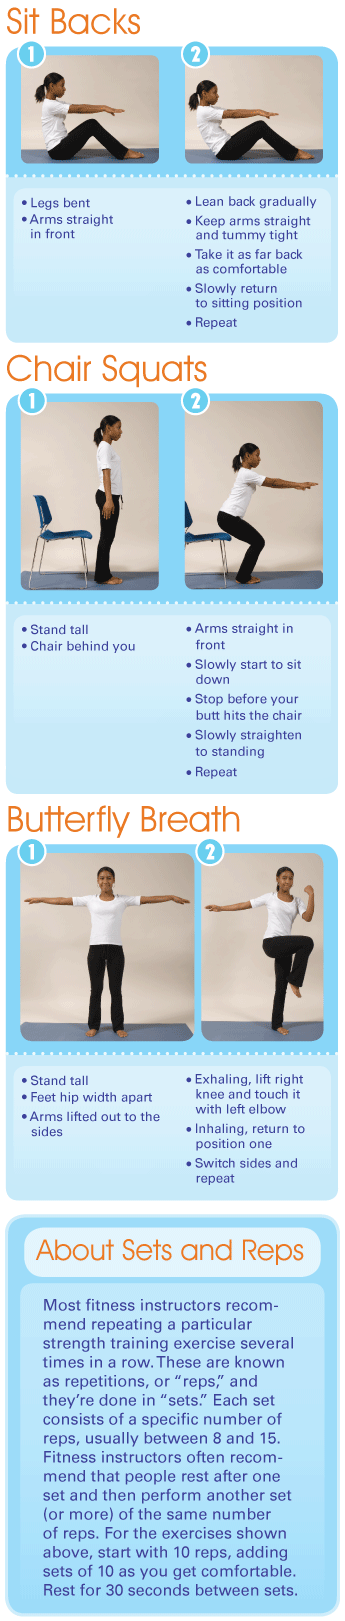 Sit Backs
1
2
• Legs bent
• Arms straight
in front
• Lean back gradually
• Keep arms straight
and tummy tight
• Take it as far back
as comfortable
• Slowly return
to sitting position
• Repeat
Chair Squats
1
2
• Stand tall
• Chair behind you
• Arms straight in
front
• Slowly start to sit
down
• Stop before your
butt hits the chair
• Slowly straighten
to standing
• Repeat
Butterfly Breath
1
2
• Stand tall
• Feet hip width apart
• Arms lifted out to the
sides
• Exhaling, lift right
knee and touch it
with left elbow
• Inhaling, return to
position one
• Switch sides and
repeat
About Sets and Reps
Most fitness instructors recom-
mend repeating a particular
strength training exercise several
times in a row. These are known
as repetitions, or “reps,” and
they’re done in “sets.” Each set
consists of a specific number of
reps, usually between 8 and 15.
Fitness instructors often recom-
mend that people rest after one
set and then perform another set
(or more) of the same number
of reps. For the exercises shown
above, start with 10 reps, adding
sets of 10 as you get comfortable.
Rest for 30 seconds between sets.